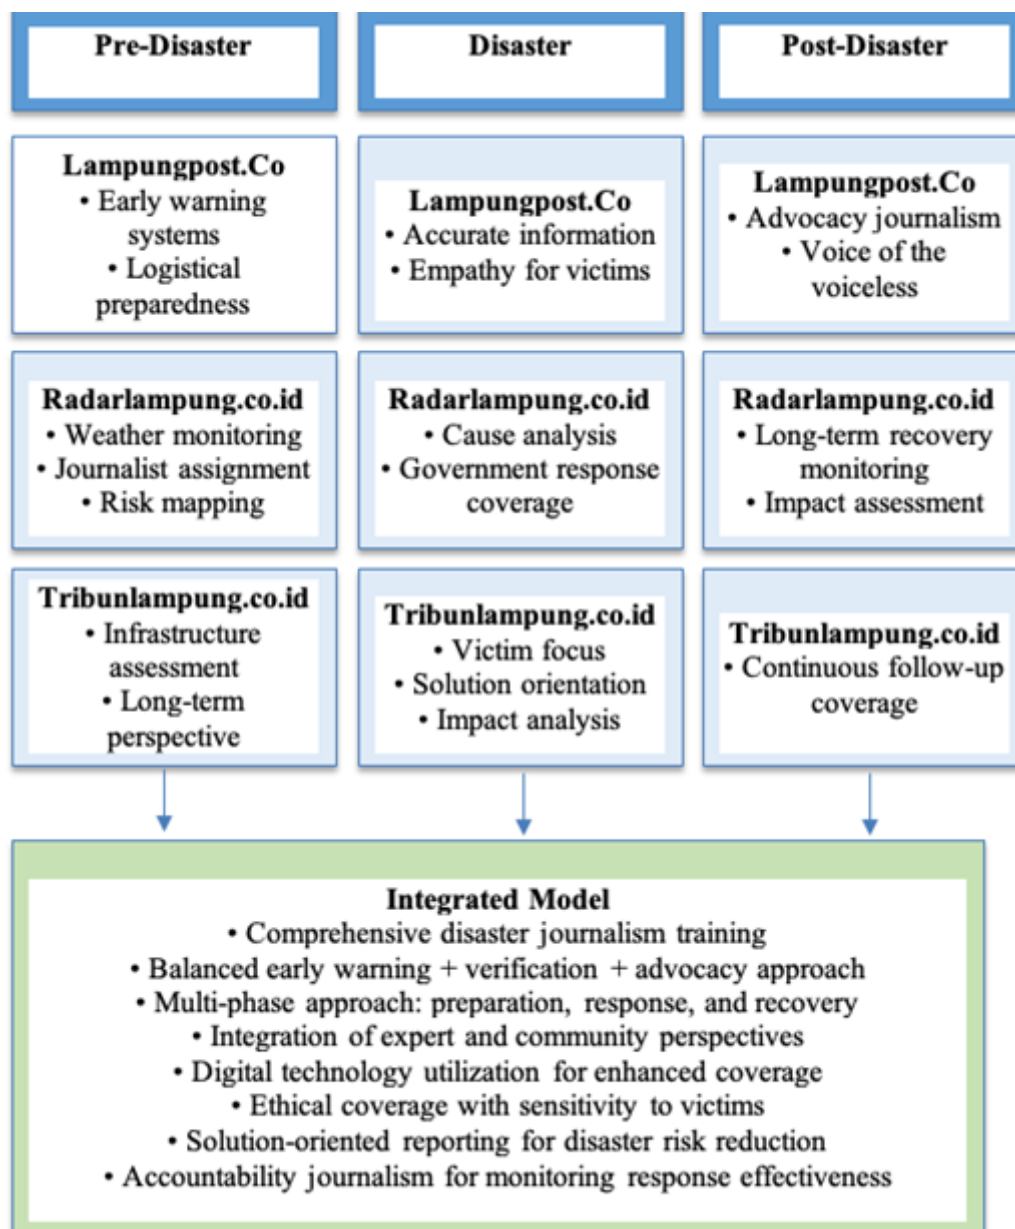 Pre-Disaster
Disaster
Post-Disaster
Lampungpost.Co
• Early warning
systems
• Logistical
preparedness
Lampungpost.Co
• Accurate information
• Empathy for victims
Lampungpost.Co
• Advocacy journalism
• Voice of the
voiceless
Radarlampung.co.id
• Weather monitoring
• Journalist assignment
• Risk mapping
Radarlampung.co.id
• Cause analysis
• Government response
coverage
Radarlampung.co.id
• Long-term recovery
monitoring
• Impact assessment
Tribunlampung.co.id
• Infrastructure
assessment
• Long-term
perspective
Tribunlampung.co.id
• Victim focus
• Solution orientation
• Impact analysis
Tribunlampung.co.id
• Continuous follow-up
coverage
Integrated Model
• Comprehensive disaster journalism training
• Balanced early warning + verification + advocacy approach
• Multi-phase approach: preparation, response, and recovery
• Integration of expert and community perspectives
• Digital technology utilization for enhanced coverage
• Ethical coverage with sensitivity to victims
• Solution-oriented reporting for disaster risk reduction
• Accountability journalism for monitoring response effectiveness